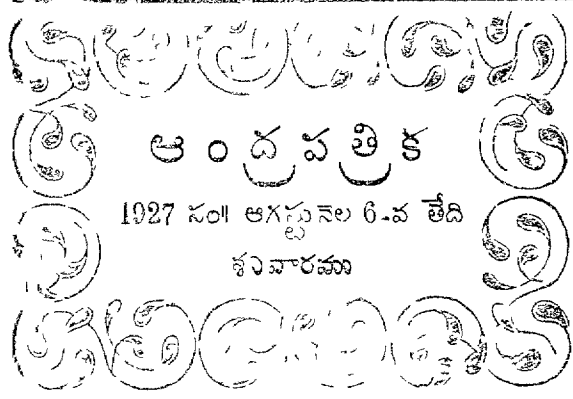 ఆంధ్రపత్రిక
1927 సం॥ ఆగస్టునెల 6-వ తేది
శనివారము